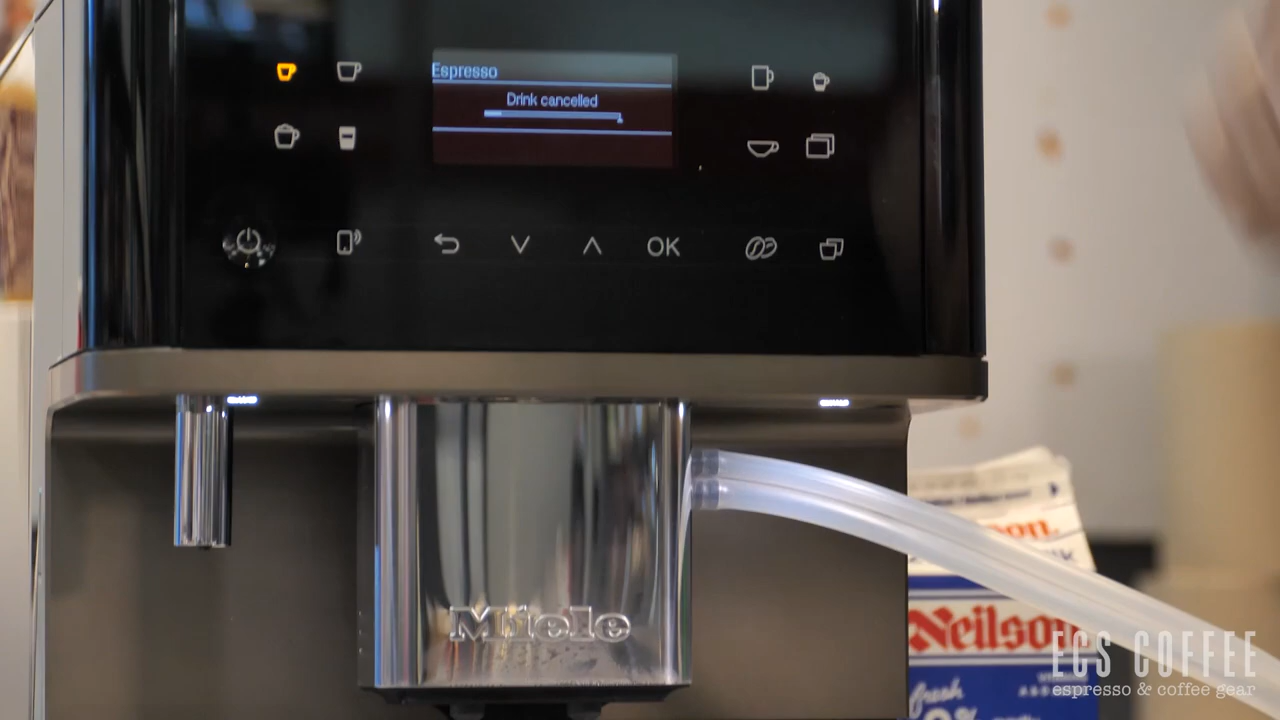 Espresso
Drink cancelled
OK
Miele
Neilson
fresh
ECS COFFEE
espresso & coffee gear